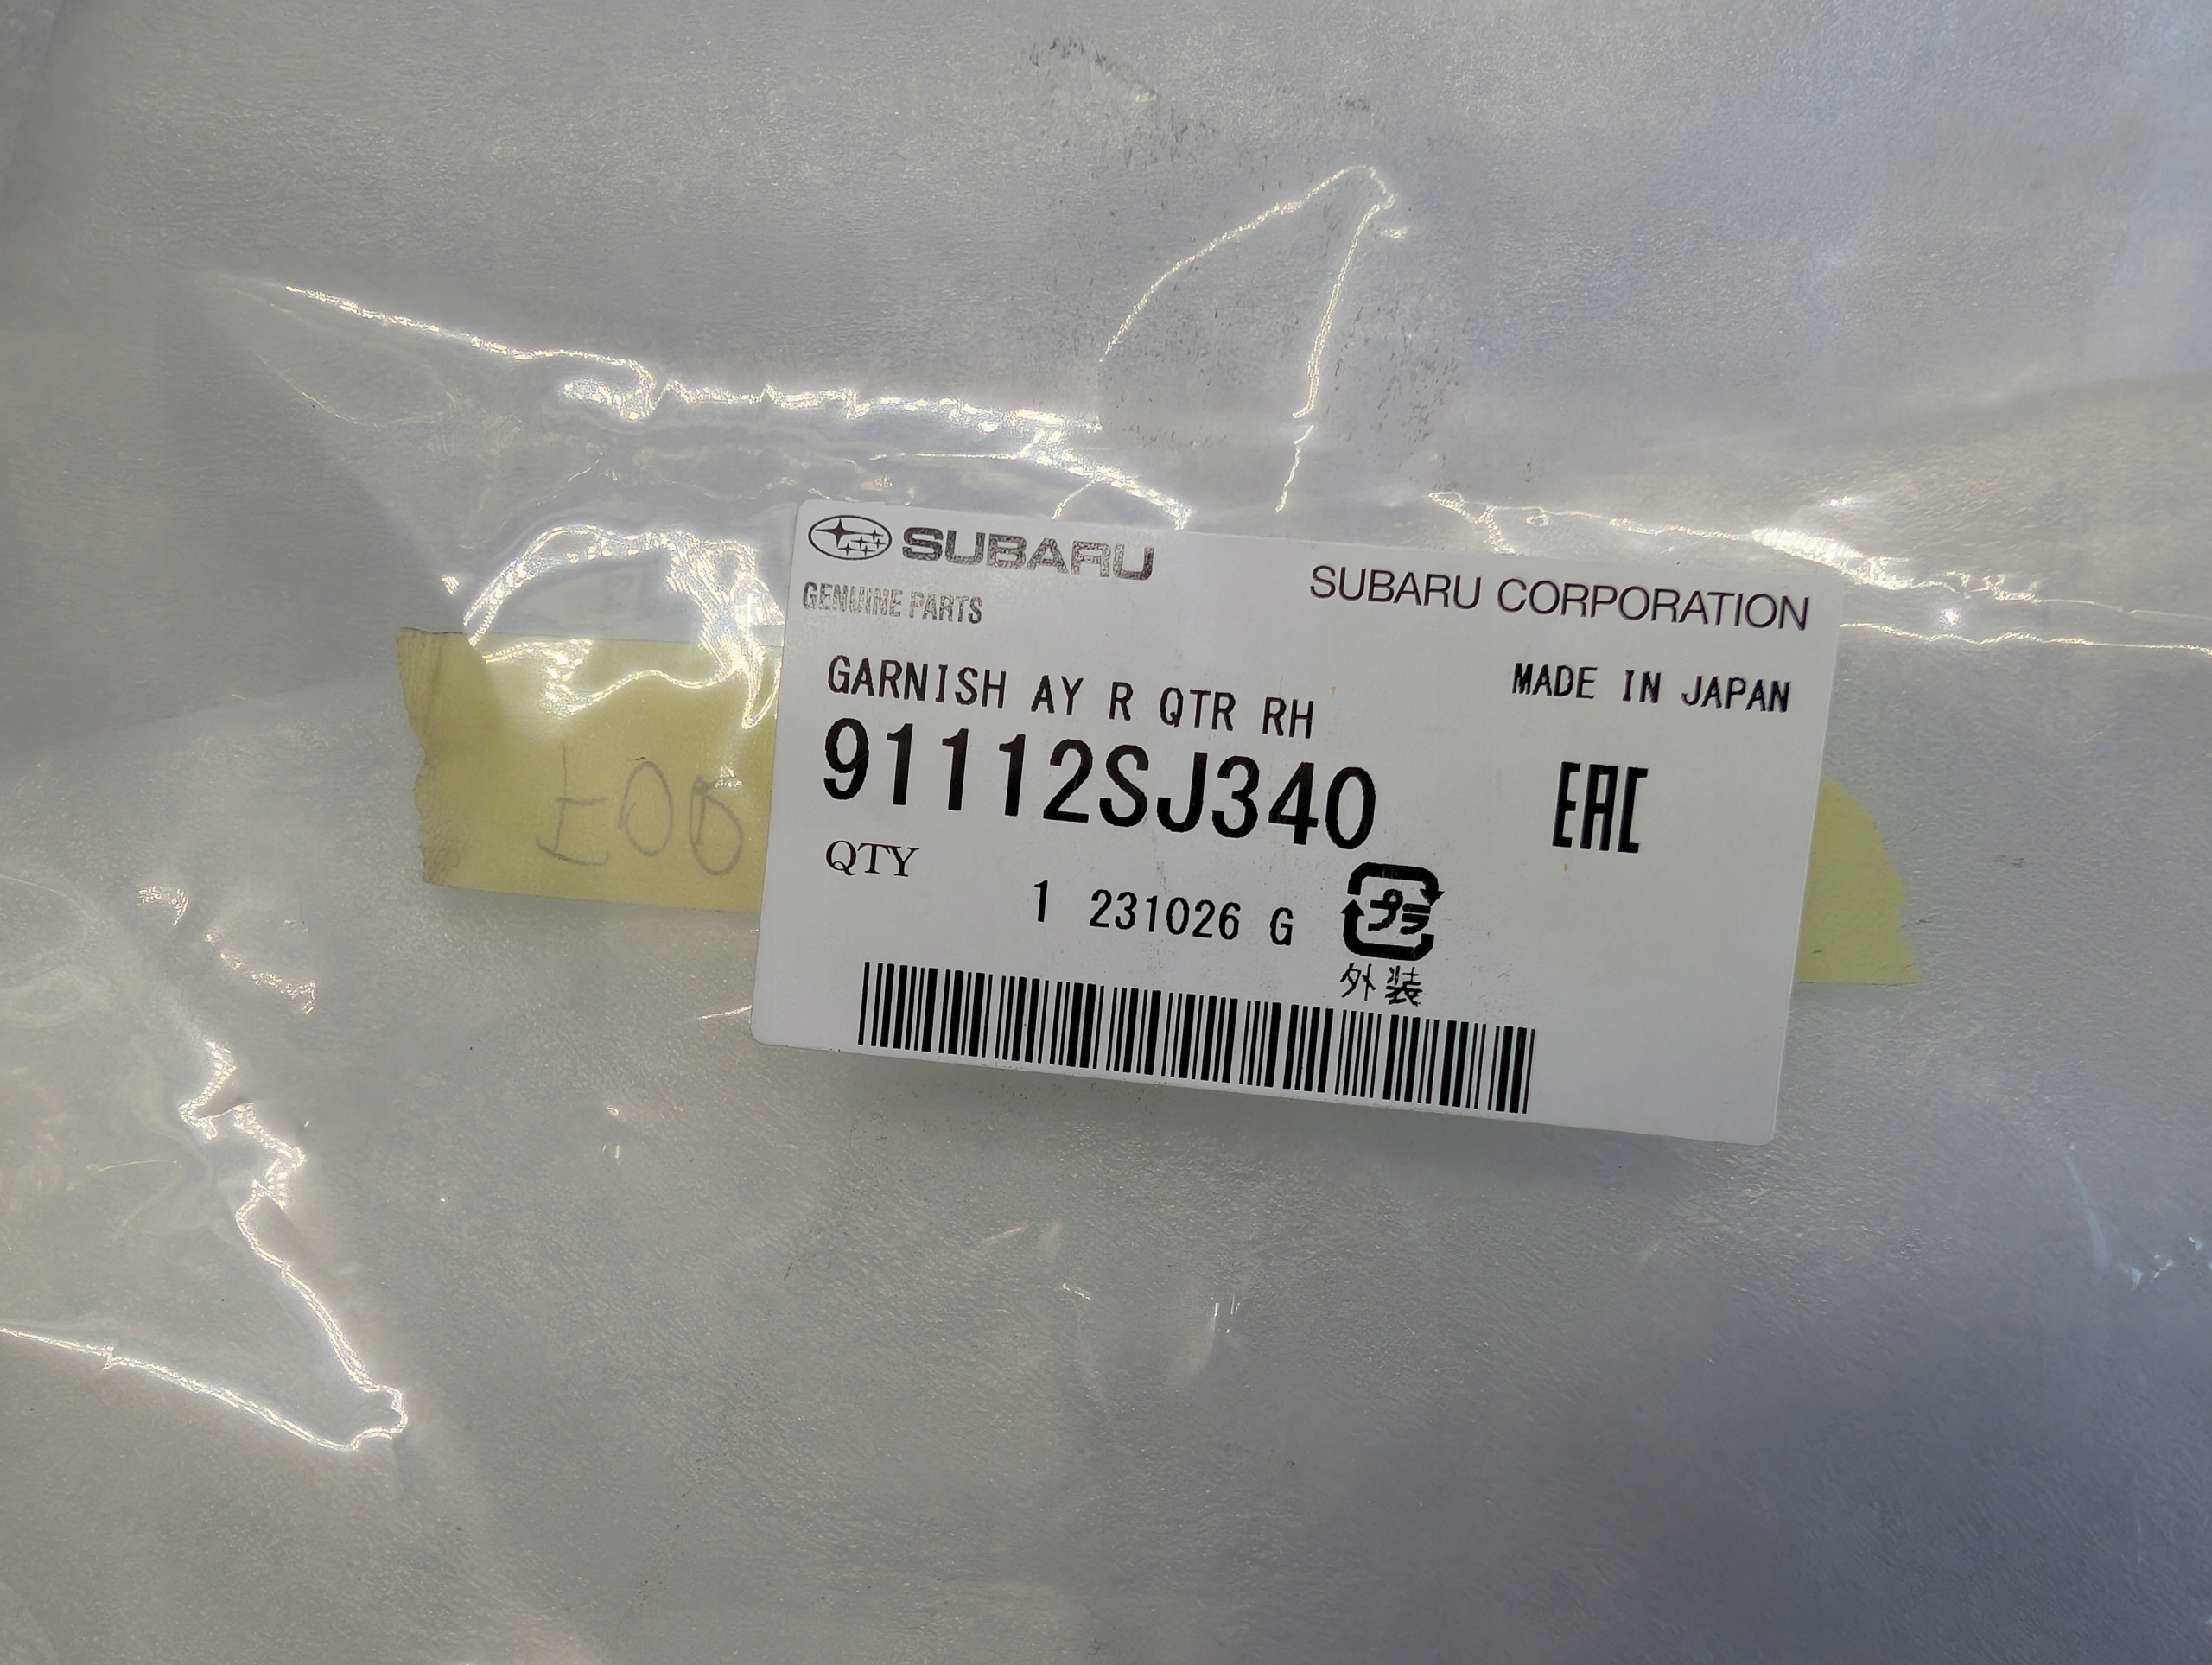 SUBARU
GENUINE PARTS
SUBARU CORPORATION
GARNISH AY R QTR RH
MADE IN JAPAN
91112SJ340
EAC
QTY
1 231026 G
プラ
外装